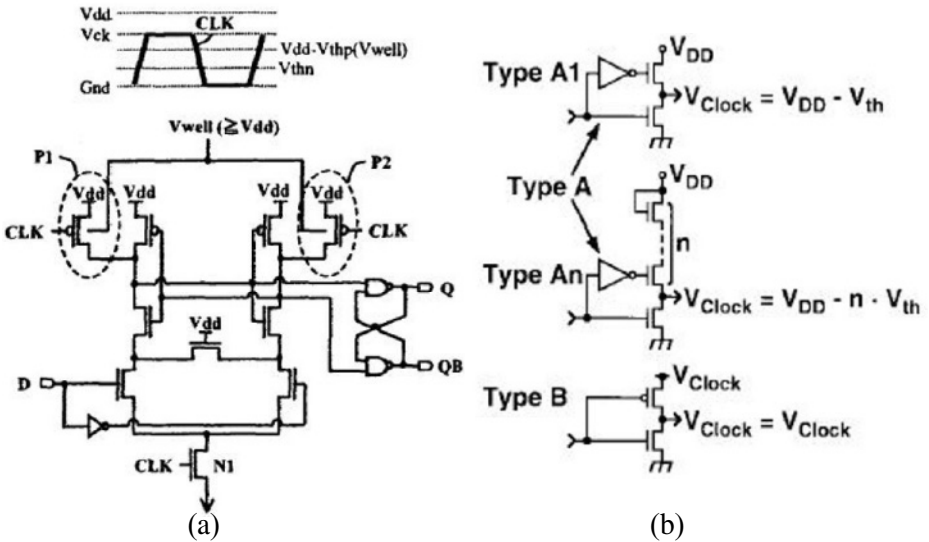 Vdd
Vck
CLK
Vdd-Vthp(Vwell)
Vthn
Gnd
Vwell (≧Vdd)
P1
P2
Vdd
Vdd
Vdd
Vdd
CLK
CLK
Q
Vdd
QB
D
CLK
N1
(a)
Type A1
V_DD
V_Clock = V_DD - V_th
Type A
V_DD
n
Type An
V_Clock = V_DD - n · V_th
Type B
V_Clock
V_Clock = V_Clock
(b)